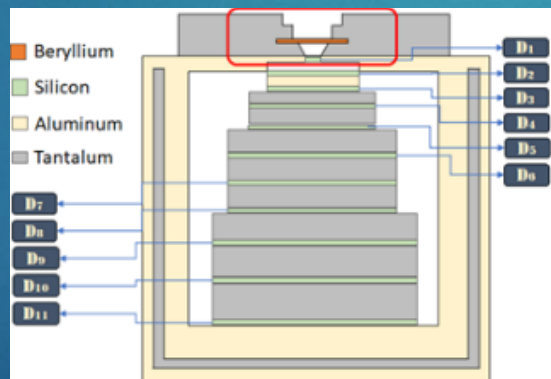 Beryllium
Silicon
Aluminum
Tantalum
D1
D2
D3
D4
D5
D6
D7
D8
D9
D10
D11